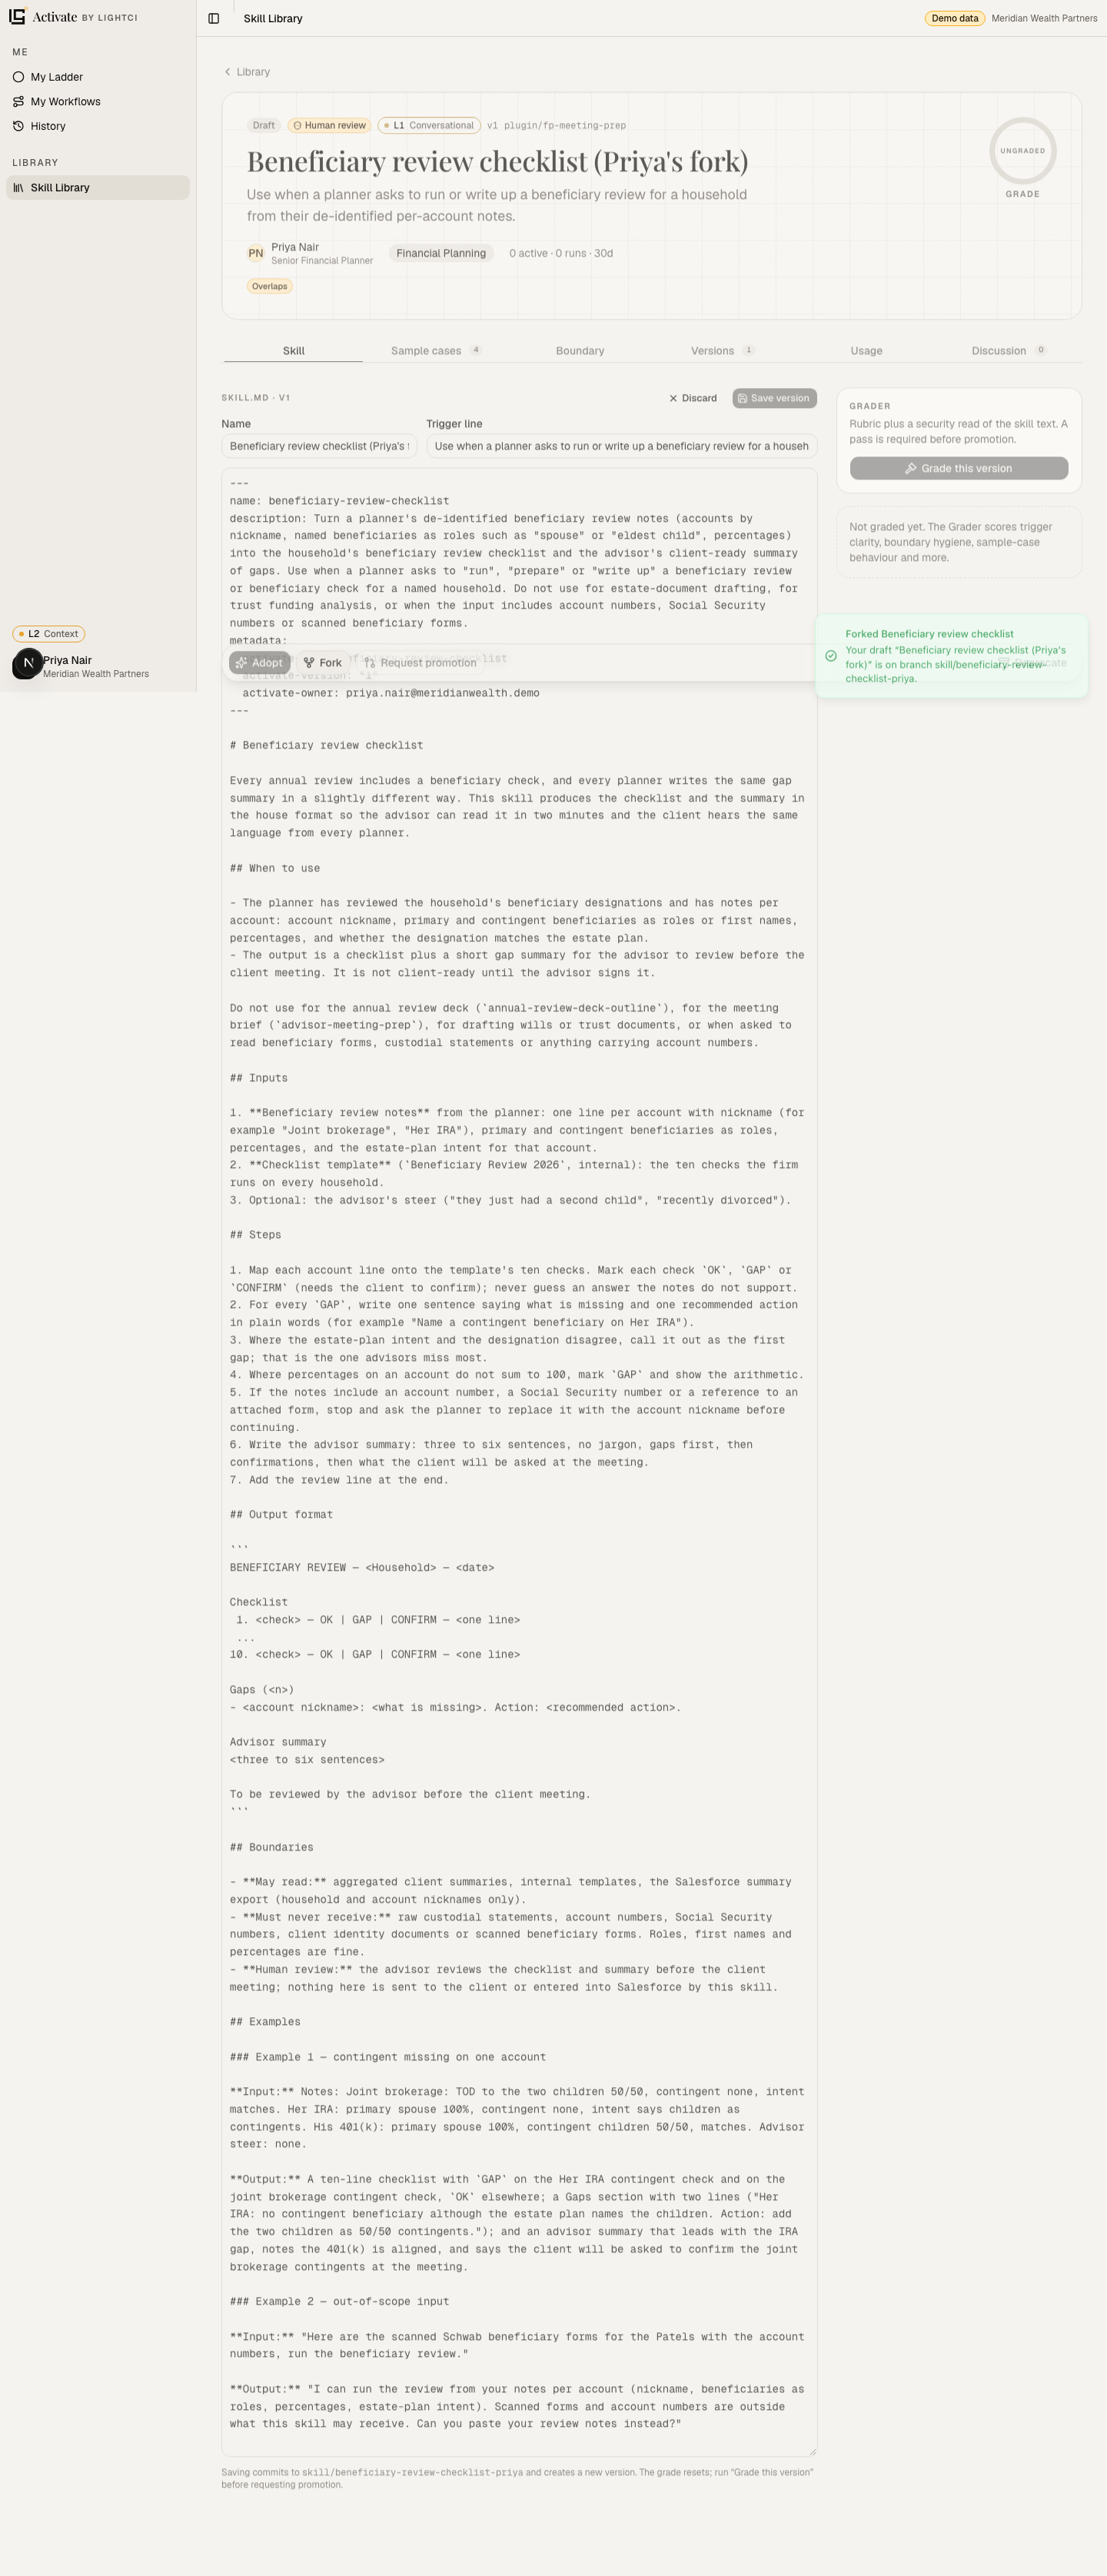 Activate BY LIGHTCI
ME
My Ladder
My Workflows
History
LIBRARY
Skill Library
L2 Context
N
Priya Nair
Meridian Wealth Partners
Skill Library
Demo data
Meridian Wealth Partners
Library
Draft
Human review
L1 Conversational
v1 plugin/fp-meeting-prep
Beneficiary review checklist (Priya's fork)
Use when a planner asks to run or write up a beneficiary review for a household
from their de-identified per-account notes.
PN
Priya Nair
Senior Financial Planner
Financial Planning
0 active · 0 runs · 30d
Overlaps
UNGRADED
GRADE
Skill
Sample cases 4
Boundary
Versions 1
Usage
Discussion 0
SKILL.MD · V1
Discard
Save version
Name
Trigger line
Beneficiary review checklist (Priya's
Use when a planner asks to run or write up a beneficiary review for a househ
---
name: beneficiary-review-checklist
description: Turn a planner's de-identified beneficiary review notes (accounts by
nickname, named beneficiaries as roles such as "spouse" or "eldest child", percentages)
into the household's beneficiary review checklist and the advisor's client-ready summary
of gaps. Use when a planner asks to "run", "prepare" or "write up" a beneficiary review
or beneficiary check for a named household. Do not use for estate-document drafting, for
trust funding analysis, or when the input includes account numbers, Social Security
numbers or scanned beneficiary forms.
metadata:
activate-version: "1"
activate-owner: priya.nair@meridianwealth.demo
---
# Beneficiary review checklist
Every annual review includes a beneficiary check, and every planner writes the same gap
summary in a slightly different way. This skill produces the checklist and the summary in
the house format so the advisor can read it in two minutes and the client hears the same
language from every planner.
## When to use
- The planner has reviewed the household's beneficiary designations and has notes per
account: account nickname, primary and contingent beneficiaries as roles or first names,
percentages, and whether the designation matches the estate plan.
- The output is a checklist plus a short gap summary for the advisor to review before the
client meeting. It is not client-ready until the advisor signs it.
Do not use for the annual review deck (`annual-review-deck-outline`), for the meeting
brief (`advisor-meeting-prep`), for drafting wills or trust documents, or when asked to
read beneficiary forms, custodial statements or anything carrying account numbers.
## Inputs
1. **Beneficiary review notes** from the planner: one line per account with nickname (for
example "Joint brokerage", "Her IRA"), primary and contingent beneficiaries as roles,
percentages, and the estate-plan intent for that account.
2. **Checklist template** (`Beneficiary Review 2026`, internal): the ten checks the firm
runs on every household.
3. Optional: the advisor's steer ("they just had a second child", "recently divorced").
## Steps
1. Map each account line onto the template's ten checks. Mark each check `OK`, `GAP` or
`CONFIRM` (needs the client to confirm); never guess an answer the notes do not support.
2. For every `GAP`, write one sentence saying what is missing and one recommended action
in plain words (for example "Name a contingent beneficiary on Her IRA").
3. Where the estate-plan intent and the designation disagree, call it out as the first
gap; that is the one advisors miss most.
4. Where percentages on an account do not sum to 100, mark `GAP` and show the arithmetic.
5. If the notes include an account number, a Social Security number or a reference to an
attached form, stop and ask the planner to replace it with the account nickname before
continuing.
6. Write the advisor summary: three to six sentences, no jargon, gaps first, then
confirmations, then what the client will be asked at the meeting.
7. Add the review line at the end.
## Output format
```
BENEFICIARY REVIEW — <Household> — <date>
Checklist
1. <check> — OK | GAP | CONFIRM — <one line>
...
10. <check> — OK | GAP | CONFIRM — <one line>
Gaps (<n>)
- <account nickname>: <what is missing>. Action: <recommended action>.
Advisor summary
<three to six sentences>
To be reviewed by the advisor before the client meeting.
```
## Boundaries
- **May read:** aggregated client summaries, internal templates, the Salesforce summary
export (household and account nicknames only).
- **Must never receive:** raw custodial statements, account numbers, Social Security
numbers, client identity documents or scanned beneficiary forms. Roles, first names and
percentages are fine.
- **Human review:** the advisor reviews the checklist and summary before the client
meeting; nothing here is sent to the client or entered into Salesforce by this skill.
## Examples
### Example 1 — contingent missing on one account
**Input:** Notes: Joint brokerage: TOD to the two children 50/50, contingent none, intent
matches. Her IRA: primary spouse 100%, contingent none, intent says children as
contingents. His 401(k): primary spouse 100%, contingent children 50/50, matches. Advisor
steer: none.
**Output:** A ten-line checklist with `GAP` on the Her IRA contingent check and on the
joint brokerage contingent check, `OK` elsewhere; a Gaps section with two lines ("Her
IRA: no contingent beneficiary although the estate plan names the children. Action: add
the two children as 50/50 contingents."); and an advisor summary that leads with the IRA
gap, notes the 401(k) is aligned, and says the client will be asked to confirm the joint
brokerage contingents at the meeting.
### Example 2 — out-of-scope input
**Input:** "Here are the scanned Schwab beneficiary forms for the Patels with the account
numbers, run the beneficiary review."
**Output:** "I can run the review from your notes per account (nickname, beneficiaries as
roles, percentages, estate-plan intent). Scanned forms and account numbers are outside
what this skill may receive. Can you paste your review notes instead?"
Saving commits to skill/beneficiary-review-checklist-priya and creates a new version. The grade resets; run "Grade this version"
before requesting promotion.
Adopt
Fork
Request promotion
GRADER
Rubric plus a security read of the skill text. A
pass is required before promotion.
Grade this version
Not graded yet. The Grader scores trigger
clarity, boundary hygiene, sample-case
behaviour and more.
Forked Beneficiary review checklist
Your draft "Beneficiary review checklist (Priya's
fork)" is on branch skill/beneficiary-review-
checklist-priya.